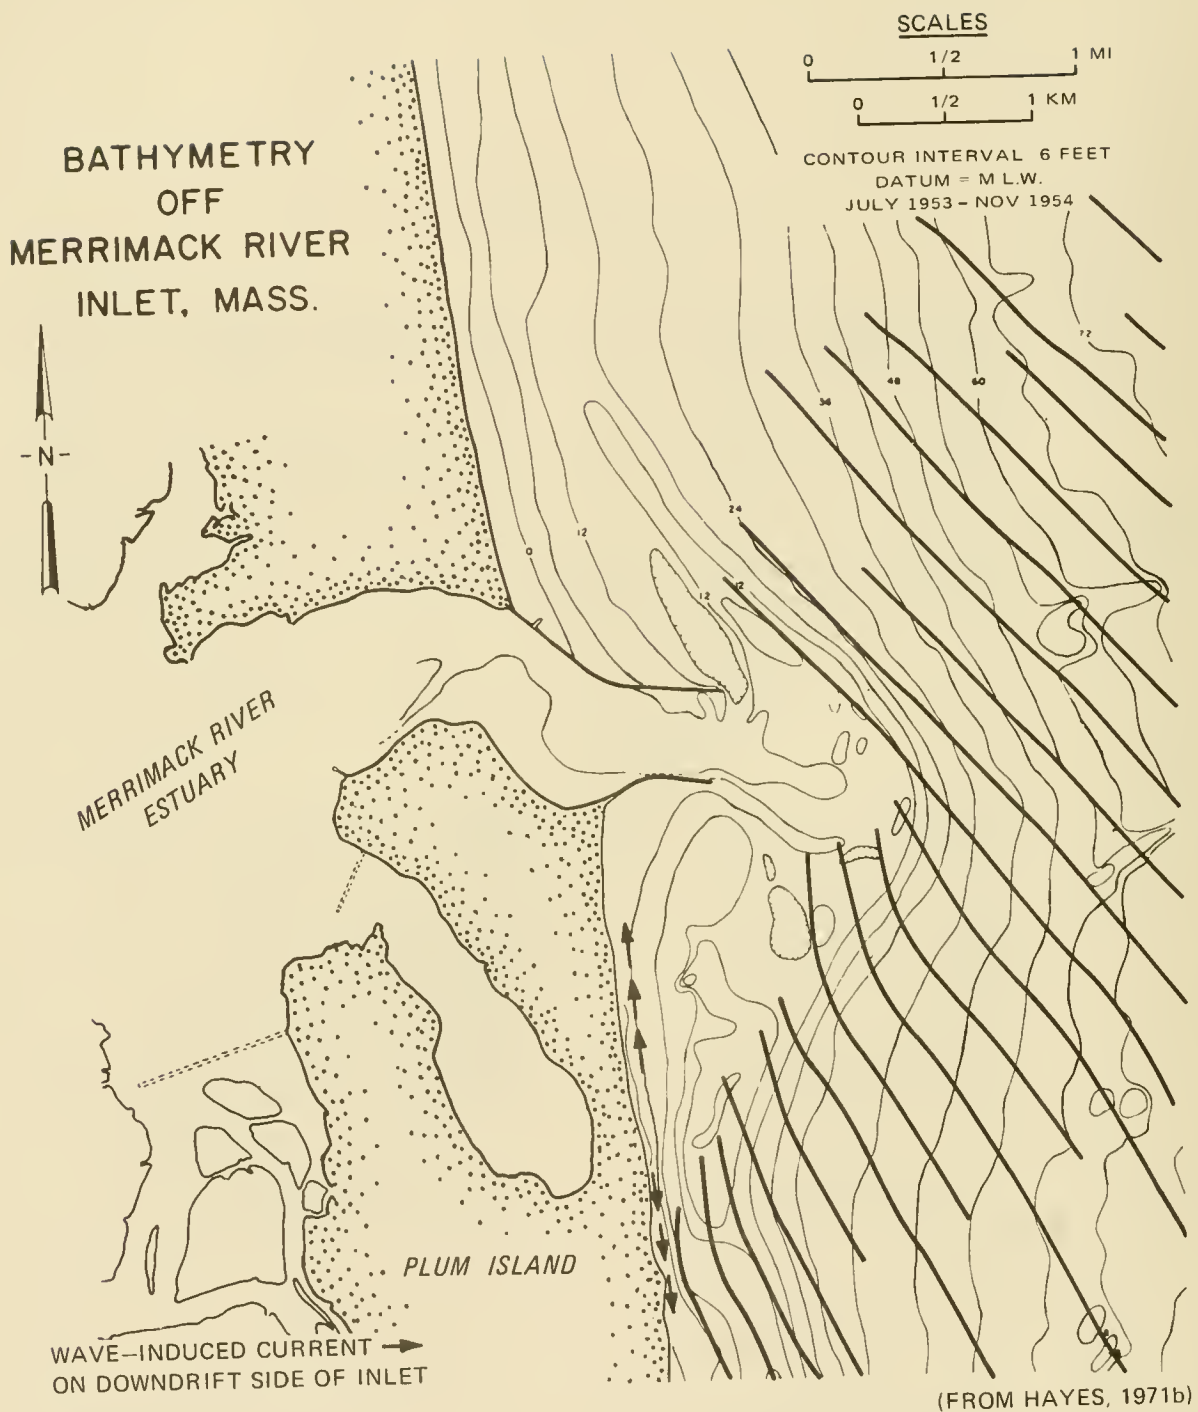 SCALES
0 1/2 1 MI
0 1/2 1 KM
CONTOUR INTERVAL 6 FEET
DATUM = M L.W.
JULY 1953 – NOV 1954
BATHYMETRY
OFF
MERRIMACK RIVER
INLET, MASS.
-N-
72
48
60
36
24
12
0
12
12
MERRIMACK RIVER
ESTUARY
PLUM ISLAND
WAVE–INDUCED CURRENT
ON DOWNDRIFT SIDE OF INLET
(FROM HAYES, 1971b)